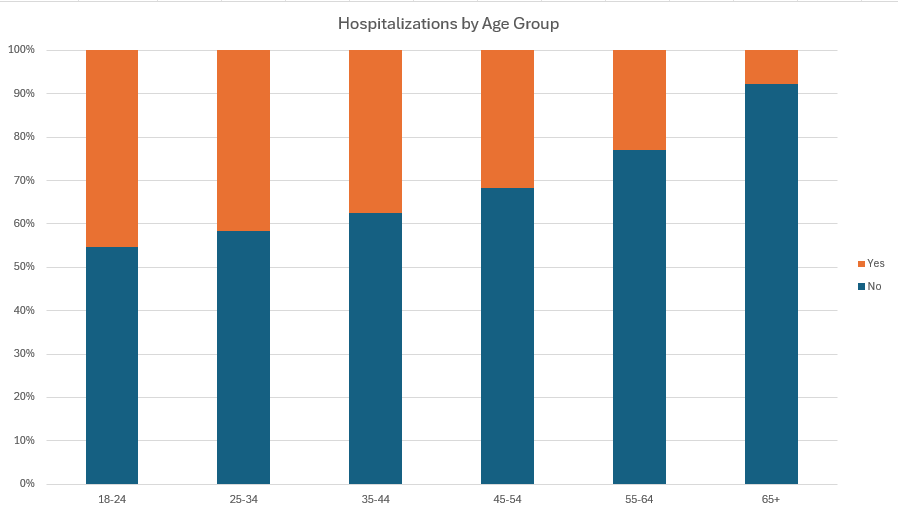 Hospitalizations by Age Group
100%
90%
80%
70%
60%
50%
40%
30%
20%
10%
0%
18-24 25-34 35-44 45-54 55-64 65+
Yes
No